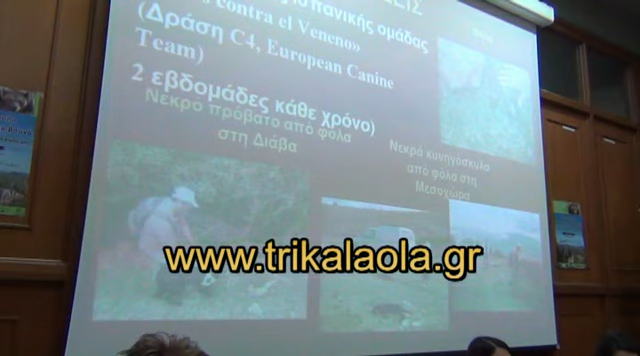 ισπανικής ομάδας
contra el Veneno»
(Δράση C4, European Canine
Team)
2 εβδομάδες κάθε χρόνο)
Νεκρο πρόβατο από φόλα
στη Διάβα
Νεκρά κυνηγόσκυλα
από φόλα στη
Μεσοχώρα
www.trikalaola.gr